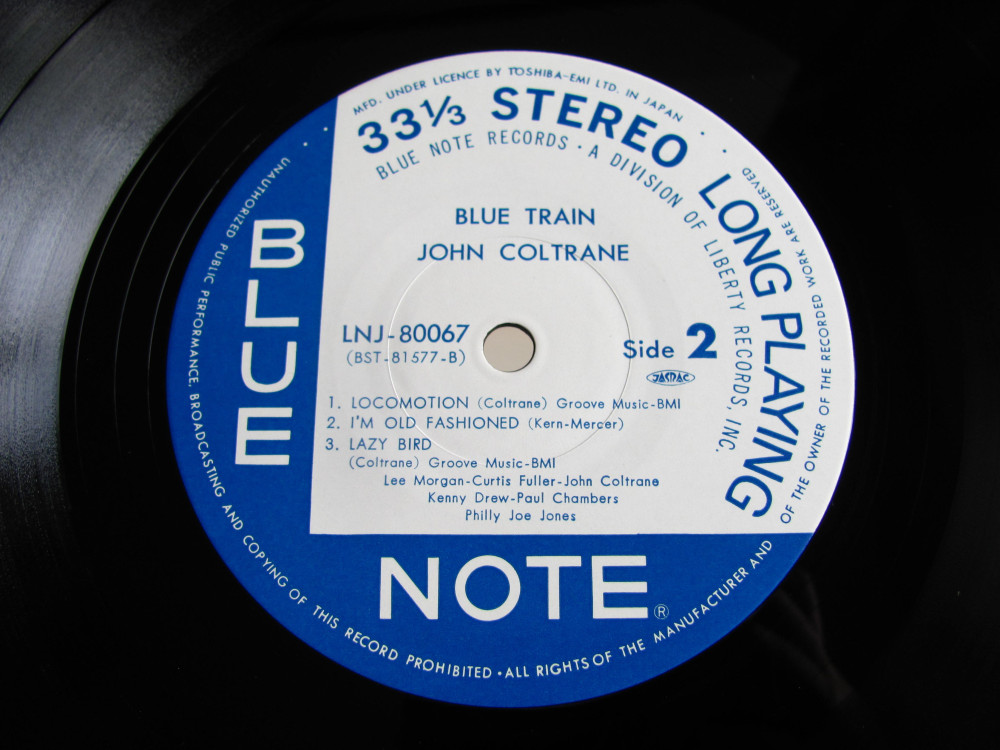 MFD. UNDER LICENCE BY TOSHIBA-EMI LTD. IN JAPAN
33⅓ STEREO LONG PLAYING
BLUE NOTE RECORDS · A DIVISION OF LIBERTY RECORDS, INC.
BLUE TRAIN
JOHN COLTRANE
LNJ-80067
(BST-81577-B)
Side 2
JASRAC
1. LOCOMOTION (Coltrane) Groove Music-BMI
2. I'M OLD FASHIONED (Kern-Mercer)
3. LAZY BIRD
(Coltrane) Groove Music-BMI
Lee Morgan-Curtis Fuller-John Coltrane
Kenny Drew-Paul Chambers
Philly Joe Jones
BLUE
NOTE®
UNAUTHORIZED PUBLIC PERFORMANCE, BROADCASTING AND COPYING OF THIS RECORD PROHIBITED · ALL RIGHTS OF THE MANUFACTURER AND OF THE OWNER OF THE RECORDED WORK ARE RESERVED